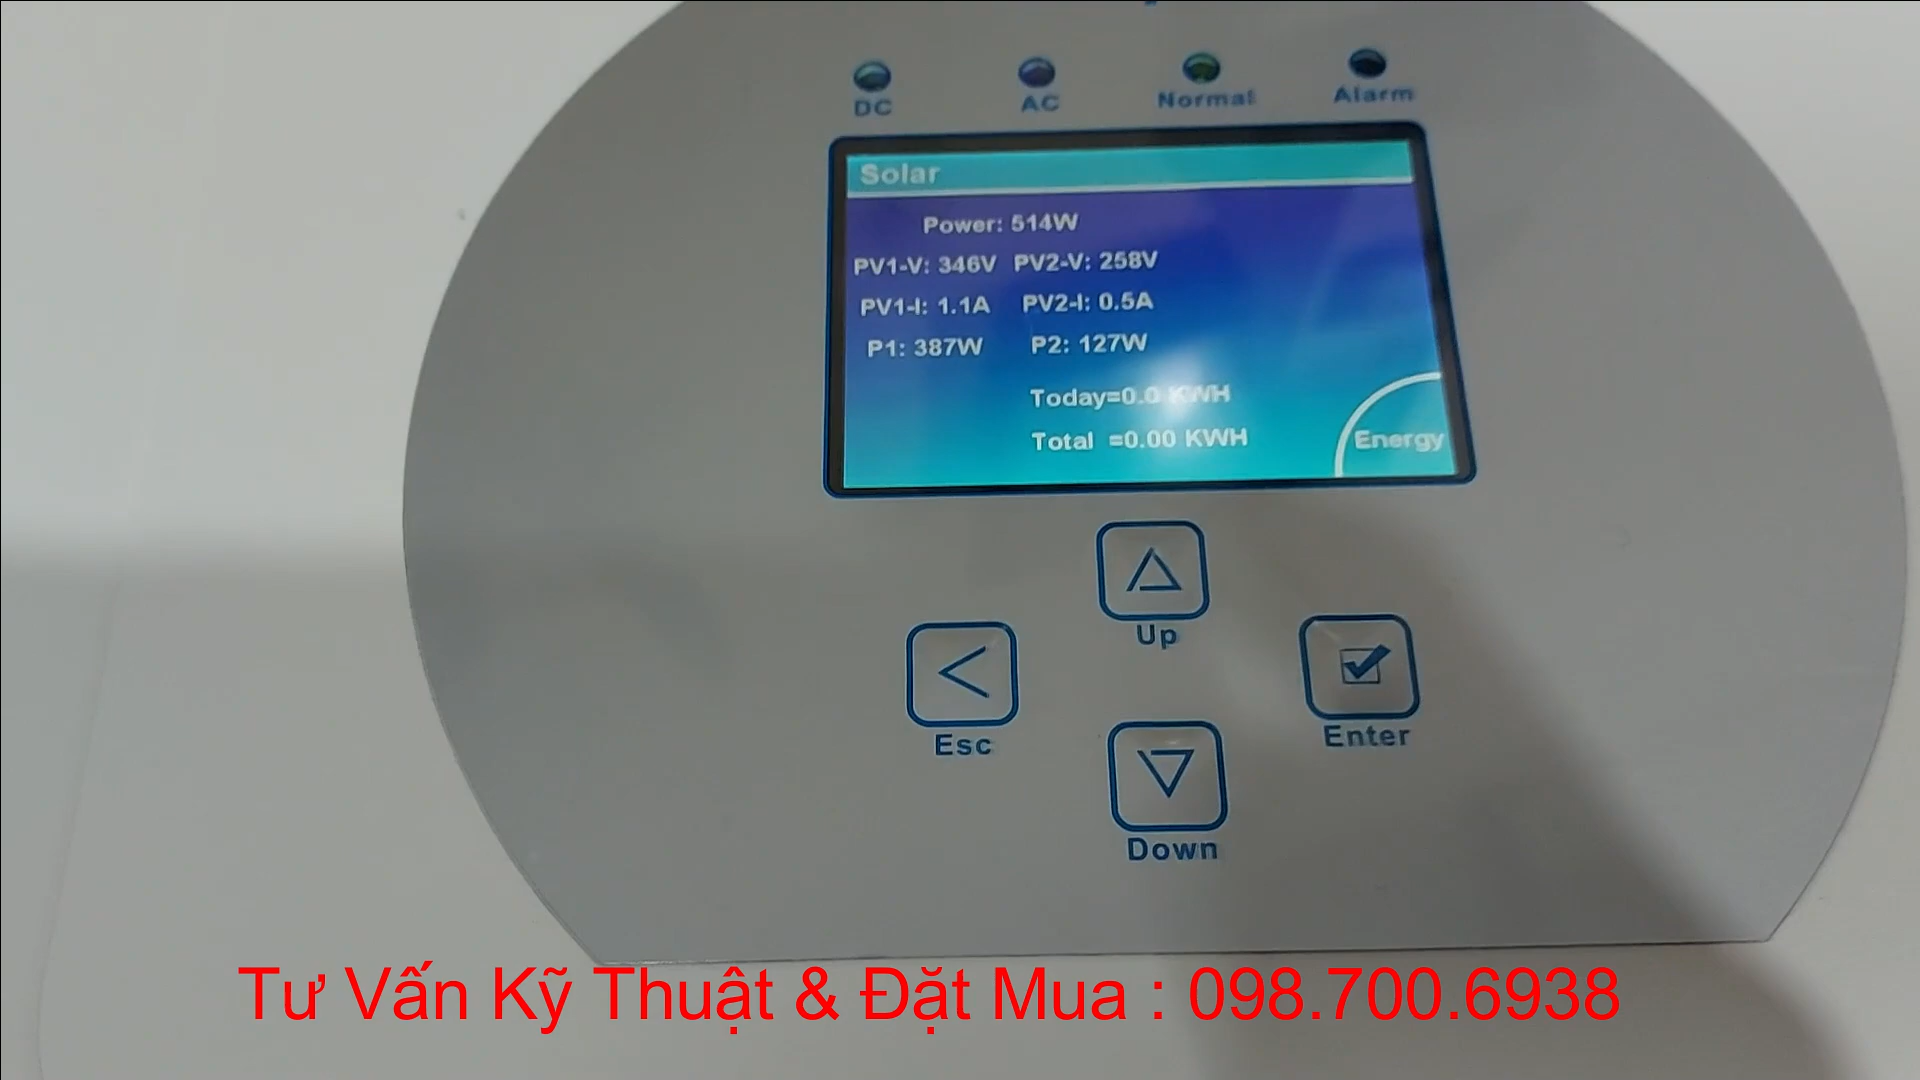 DC AC Normal Alarm
Solar
Power: 514W
PV1-V: 346V PV2-V: 258V
PV1-I: 1.1A PV2-I: 0.5A
P1: 387W P2: 127W
Today=0.0 KWH
Total =0.00 KWH
Energy
Up
Esc
Enter
Down
Tư Vấn Kỹ Thuật & Đặt Mua : 098.700.6938